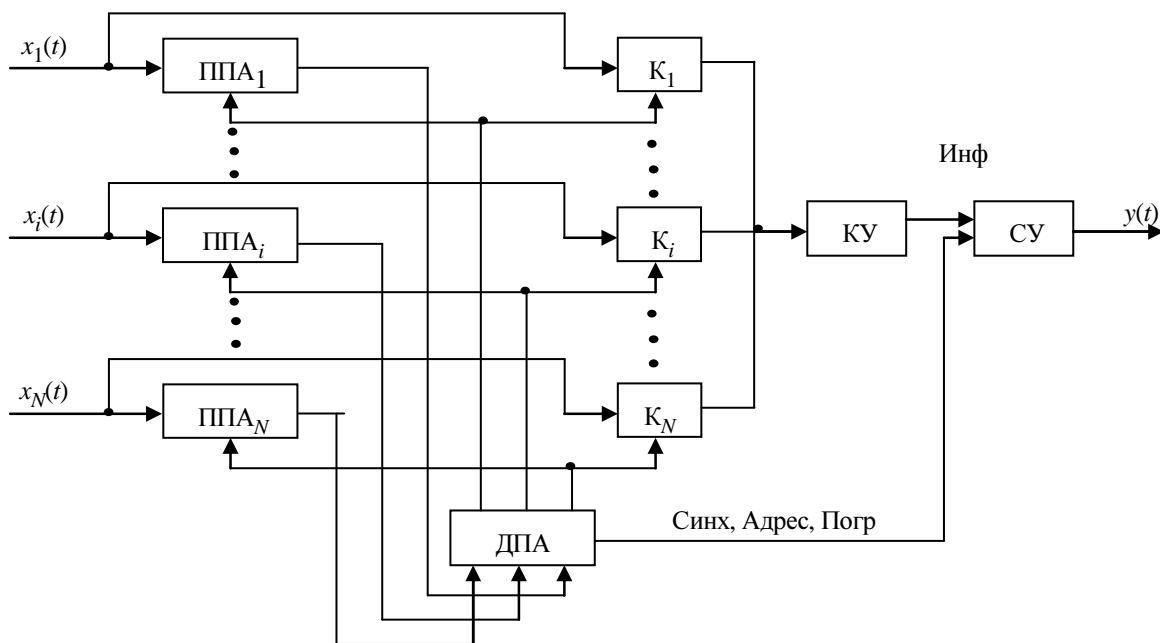 x1(t)
ППА1
К1
Инф
xi(t)
ППАi
Кi
КУ
СУ
y(t)
xN(t)
ППАN
КN
ДПА
Синх, Адрес, Погр